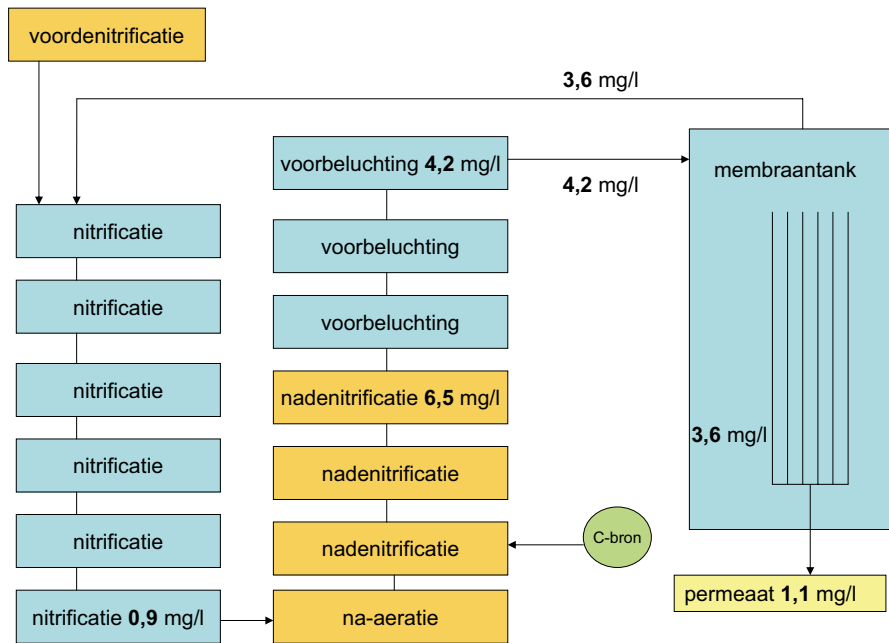 voordenitrificatie
3,6 mg/l
voorbeluchting 4,2 mg/l
4,2 mg/l
membraantank
nitrificatie
voorbeluchting
nitrificatie
voorbeluchting
nitrificatie
nadenitrificatie 6,5 mg/l
3,6 mg/l
nitrificatie
nadenitrificatie
nitrificatie
nadenitrificatie
C-bron
nitrificatie 0,9 mg/l
na-aeratie
permeaat 1,1 mg/l